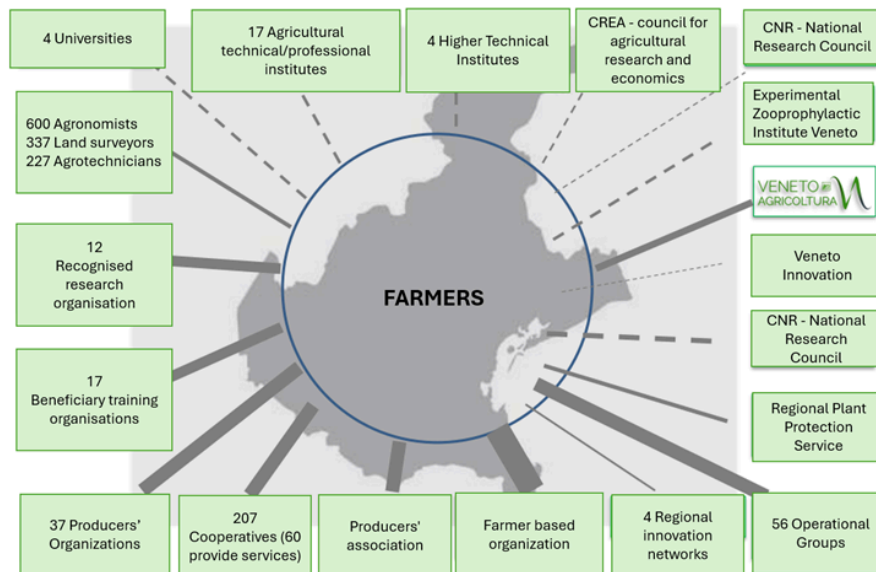 4 Universities
17 Agricultural
technical/professional
institutes
4 Higher Technical
Institutes
CREA - council for
agricultural
research and
economics
CNR - National
Research Council
600 Agronomists
337 Land surveyors
227 Agrotechnicians
Experimental
Zooprophylactic
Institute Veneto
VENETO
AGRICOLTURA
12
Recognised
research
organisation
Veneto
Innovation
FARMERS
CNR - National
Research
Council
17
Beneficiary training
organisations
Regional Plant
Protection
Service
37 Producers'
Organizations
207
Cooperatives (60
provide services)
Producers'
association
Farmer based
organization
4 Regional
innovation
networks
56 Operational
Groups